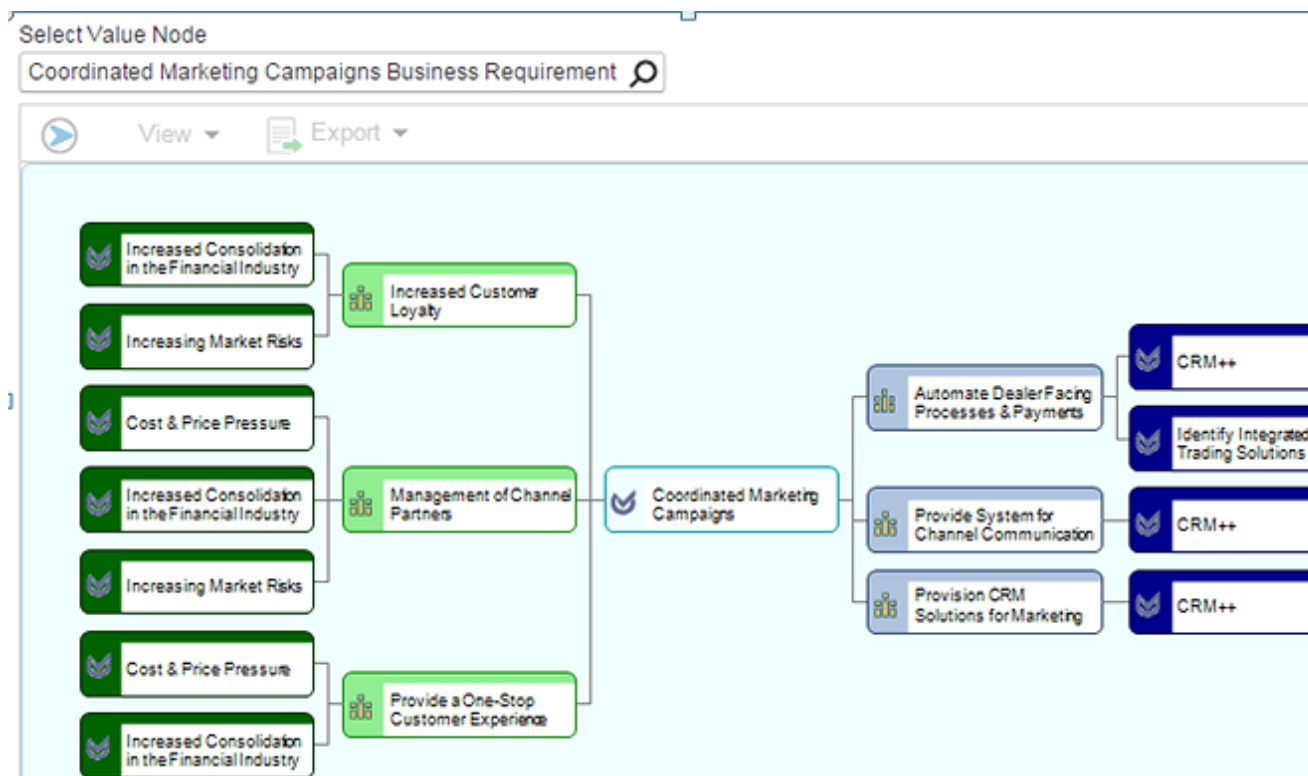 Select Value Node
Coordinated Marketing Campaigns Business Requirement
View
Export
Increased Consolidation
in the Financial Industry
Increasing Market Risks
Increased Customer
Loyalty
Cost & Price Pressure
Increased Consolidation
in the Financial Industry
Increasing Market Risks
Management of Channel
Partners
Cost & Price Pressure
Increased Consolidation
in the Financial Industry
Provide a One-Stop
Customer Experience
Coordinated Marketing
Campaigns
Automate Dealer Facing
Processes & Payments
Provide System for
Channel Communication
Provision CRM
Solutions for Marketing
CRM++
Identify Integrated
Trading Solutions
CRM++
CRM++